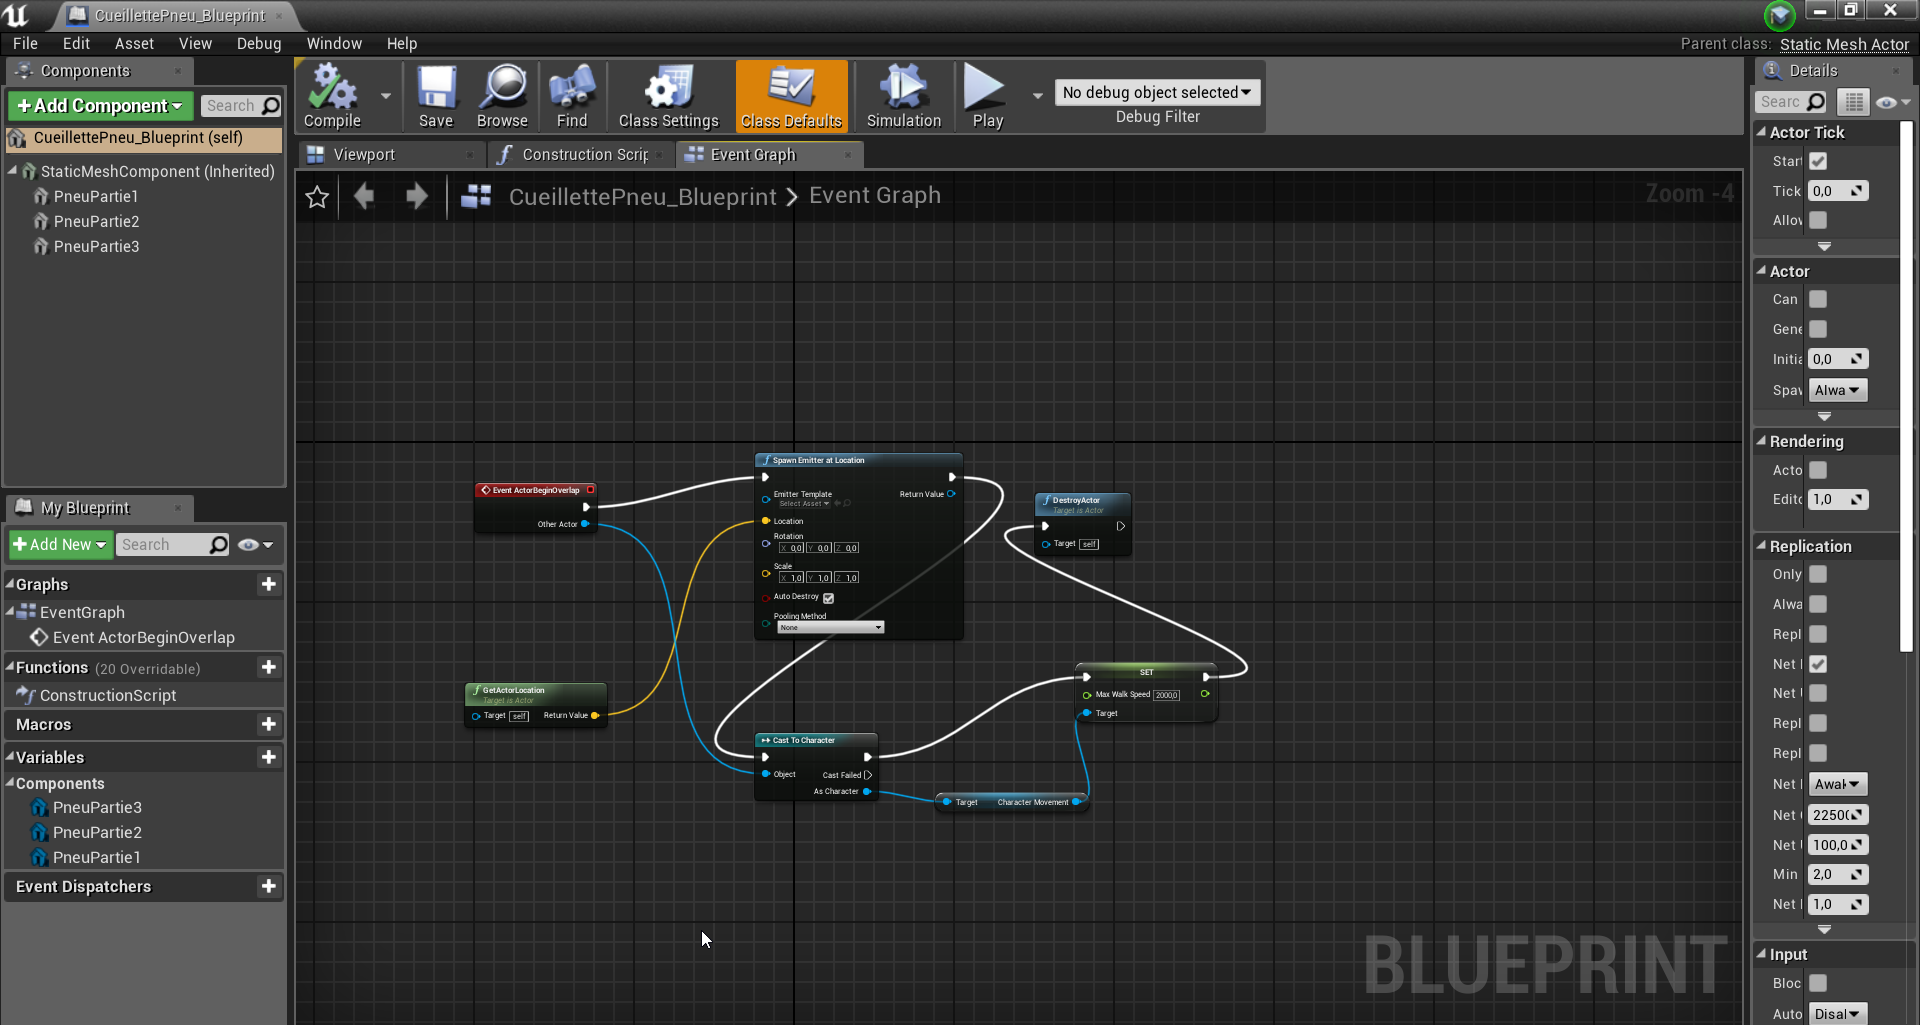 CueillettePneu_Blueprint
File Edit Asset View Debug Window Help
Parent class: Static Mesh Actor
Components
Add Component
Search
CueillettePneu_Blueprint (self)
StaticMeshComponent (Inherited)
PneuPartie1
PneuPartie2
PneuPartie3
My Blueprint
Add New
Search
Graphs
EventGraph
Event ActorBeginOverlap
Functions (20 Overridable)
ConstructionScript
Macros
Variables
Components
PneuPartie3
PneuPartie2
PneuPartie1
Event Dispatchers
Compile
Save
Browse
Find
Class Settings
Class Defaults
Simulation
Play
No debug object selected
Debug Filter
Viewport
Construction Scrip
Event Graph
CueillettePneu_Blueprint > Event Graph
Zoom -4
Event ActorBeginOverlap
Other Actor
GetActorLocation
Target is Actor
Target self Return Value
Spawn Emitter at Location
Emitter Template Return Value
Select Asset
Location
Rotation
X 0,0 Y 0,0 Z 0,0
Scale
X 1,0 Y 1,0 Z 1,0
Auto Destroy
Pooling Method
None
Cast To Character
Object Cast Failed
As Character
Target Character Movement
SET
Max Walk Speed 2000,0
Target
DestroyActor
Target is Actor
Target self
BLUEPRINT
Details
Searc
Actor Tick
Start
Tick 0,0
Allov
Actor
Can
Gene
Initia 0,0
Spav Alwa
Rendering
Acto
Edito 1,0
Replication
Only
Alwa
Repl
Net
Net
Repl
Repl
Net Awak
Net 2250
Net 100,0
Min 2,0
Net 1,0
Input
Bloc
Auto Disal